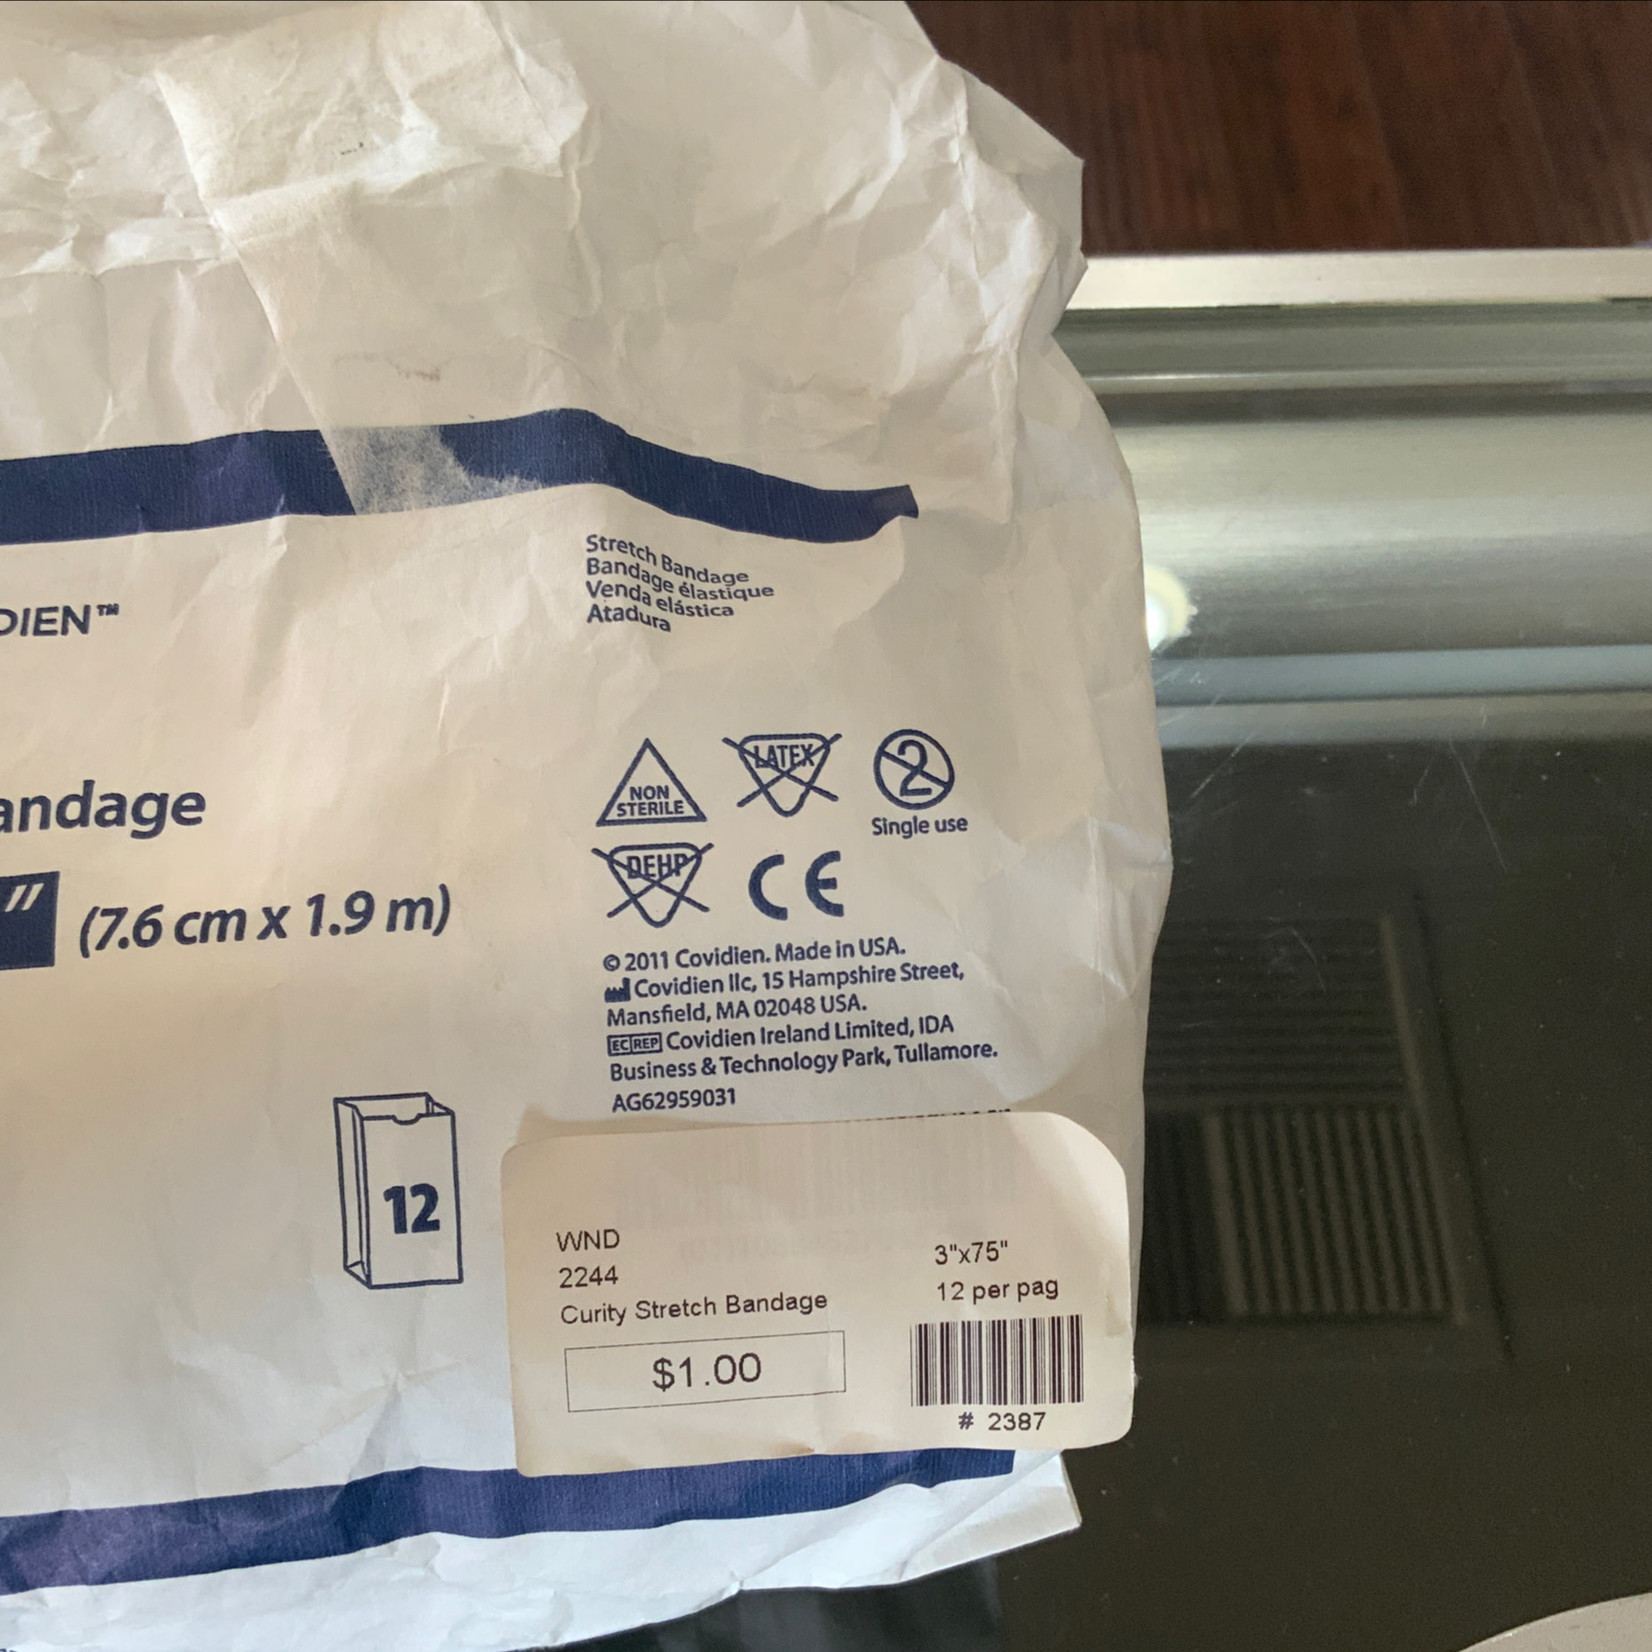 Stretch Bandage
Bandage élastique
Venda elástica
Atadura
DIEN™
andage
" (7.6 cm x 1.9 m)
NON
STERILE
LATEX
2
Single use
DEHP
CE
© 2011 Covidien. Made in USA.
Covidien llc, 15 Hampshire Street,
Mansfield, MA 02048 USA.
EC REP Covidien Ireland Limited, IDA
Business & Technology Park, Tullamore.
AG62959031
12
WND
2244
Curity Stretch Bandage
$1.00
3"x75"
12 per pag
# 2387